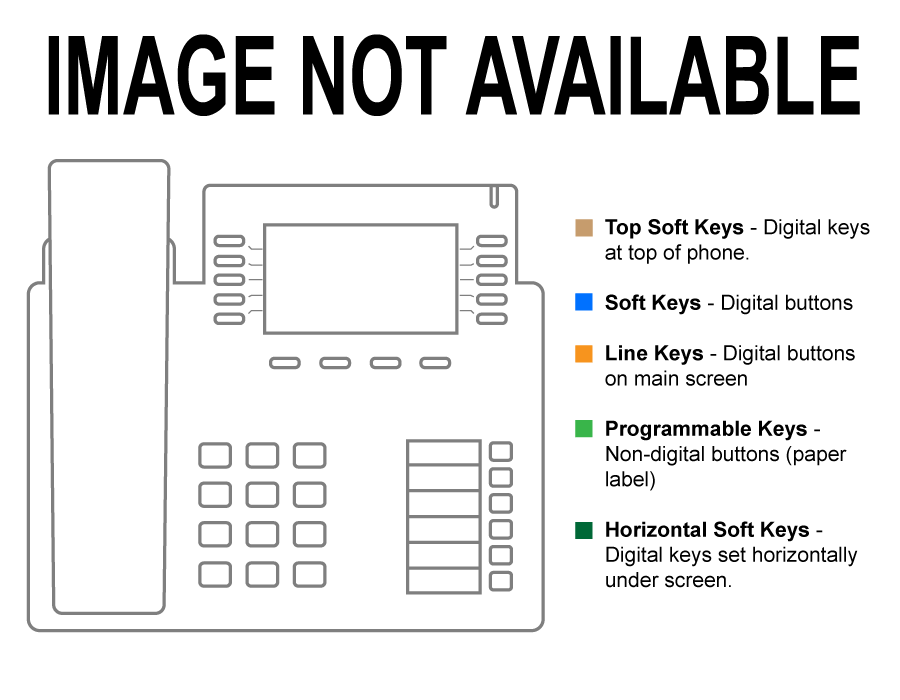 IMAGE NOT AVAILABLE
Top Soft Keys - Digital keys
at top of phone.
Soft Keys - Digital buttons
Line Keys - Digital buttons
on main screen
Programmable Keys -
Non-digital buttons (paper
label)
Horizontal Soft Keys -
Digital keys set horizontally
under screen.